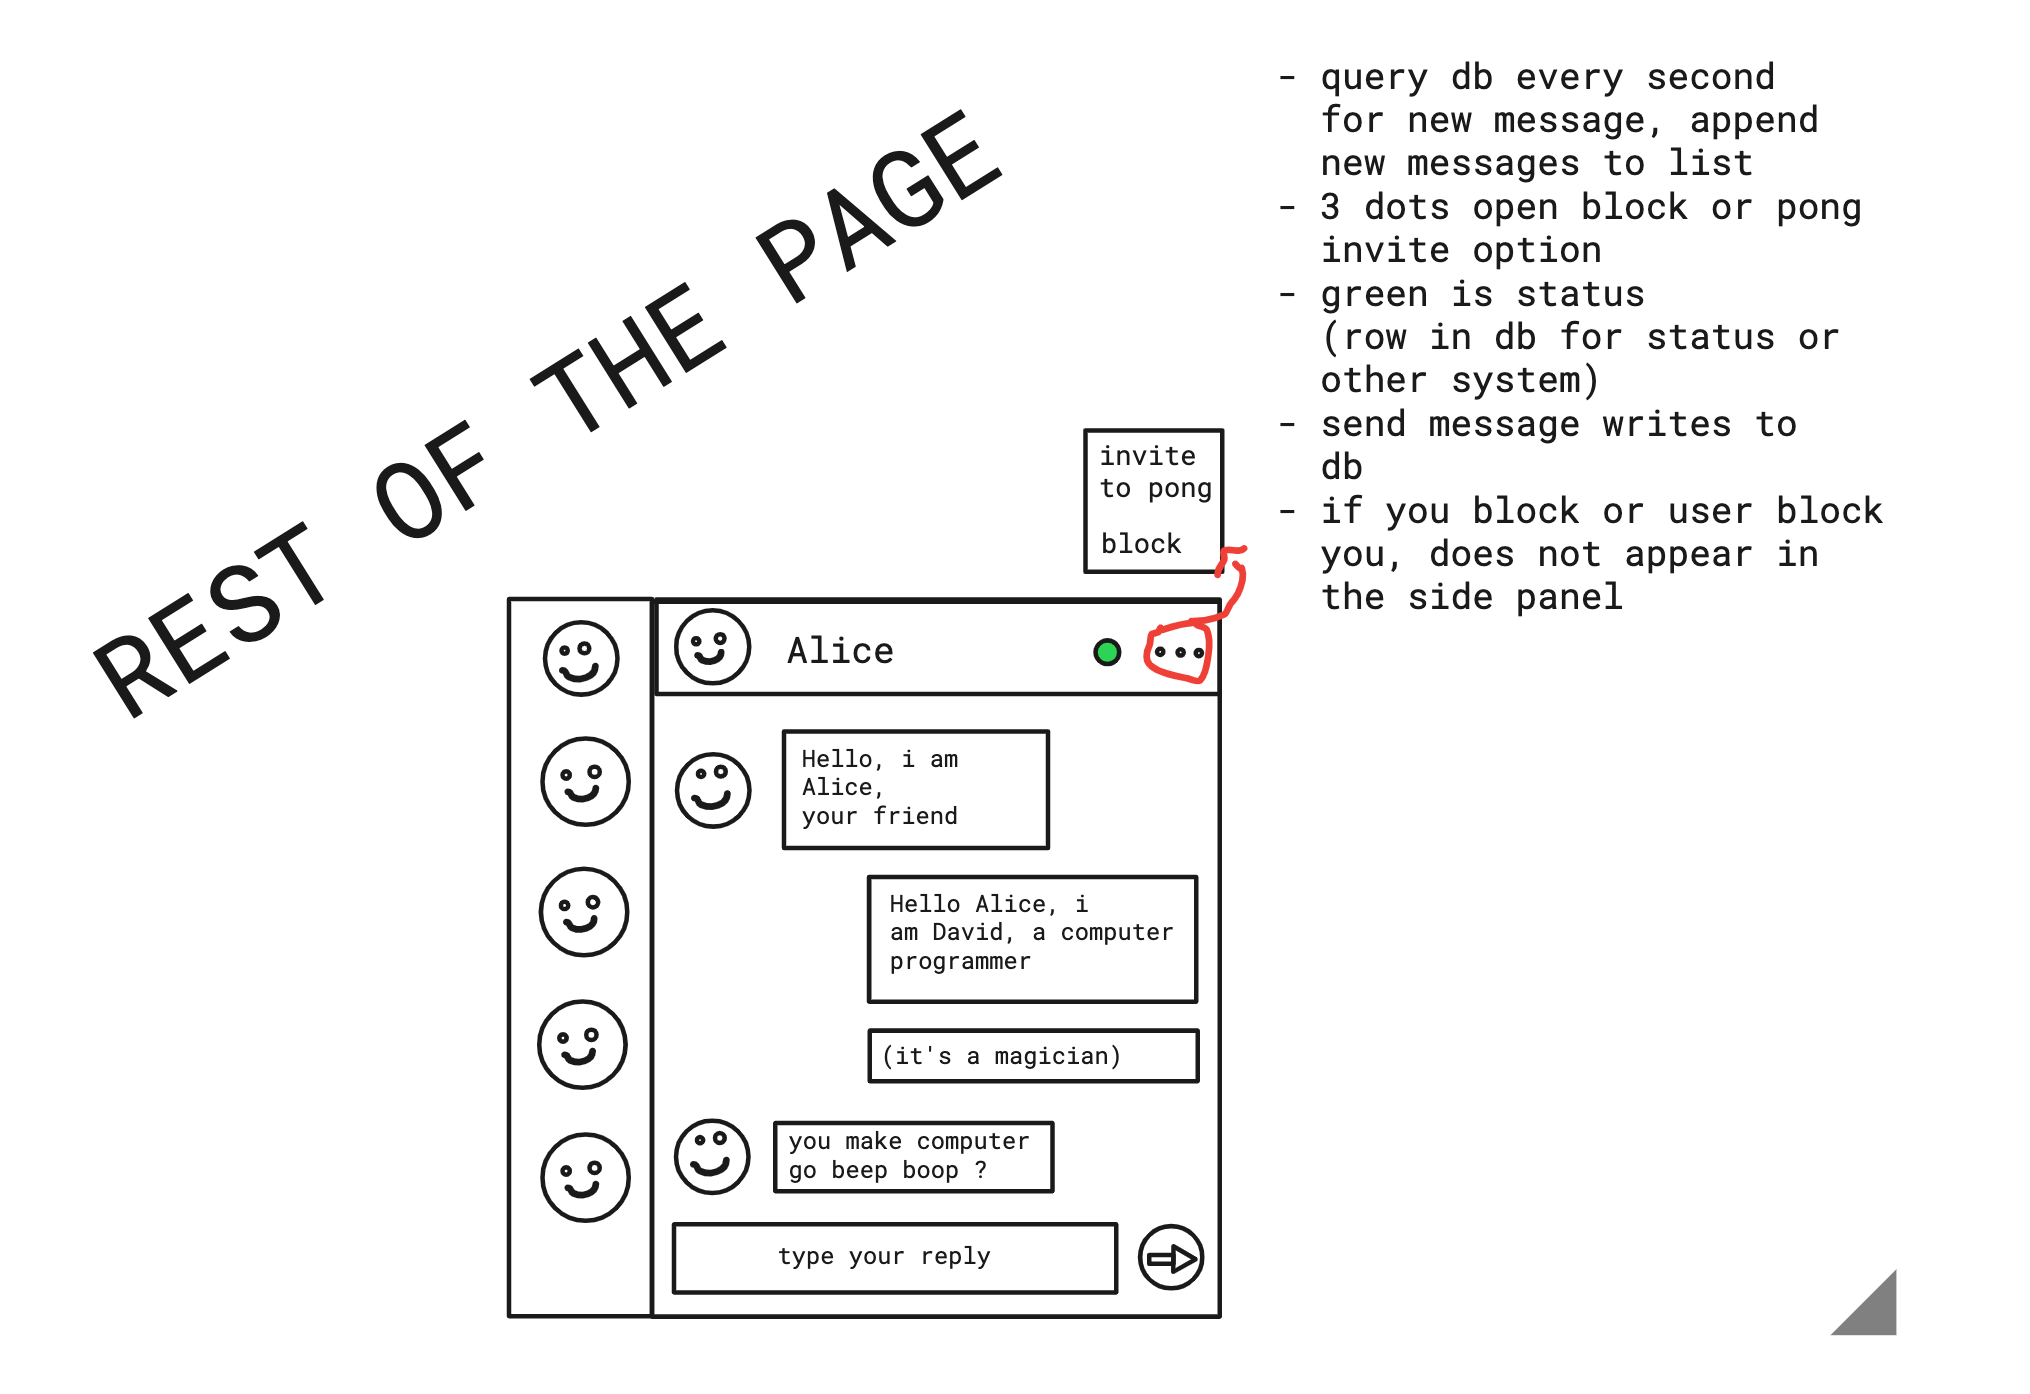 REST OF THE PAGE
- query db every second
for new message, append
new messages to list
- 3 dots open block or pong
invite option
- green is status
(row in db for status or
other system)
- send message writes to
db
- if you block or user block
you, does not appear in
the side panel
invite
to pong
block
Alice
Hello, i am
Alice,
your friend
Hello Alice, i
am David, a computer
programmer
(it's a magician)
you make computer
go beep boop ?
type your reply